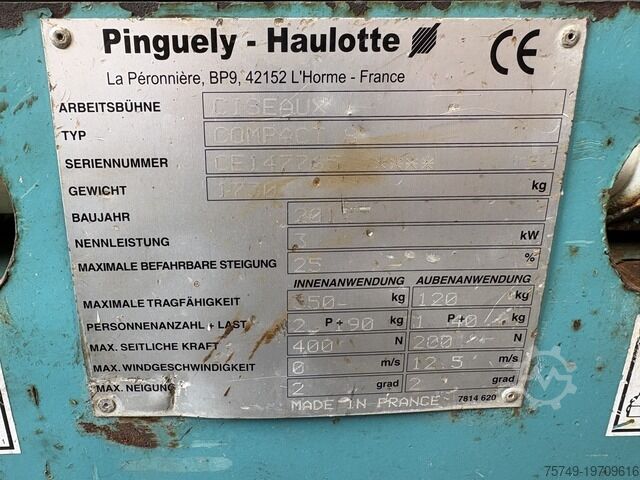 Pinguely - Haulotte CE
La Péronnière, BP9, 42152 L'Horme - France
ARBEITSBÜHNE CISEAUX
TYP COMPACT
SERIENNUMMER
GEWICHT kg
BAUJAHR
NENNLEISTUNG 3 kW
MAXIMALE BEFAHRBARE STEIGUNG 25 %
INNENANWENDUNG AUßENANWENDUNG
MAXIMALE TRAGFÄHIGKEIT kg 120 kg
PERSONNENANZAHL + LAST 2 P + 90 kg 1 P + 40 kg
MAX. SEITLICHE KRAFT 400 N 200 N
MAX. WINDGESCHWINDIGKEIT 0 m/s 12.5 m/s
MAX. NEIGUNG 2 grad 2 grad
MADE IN FRANCE 7814 620
75749-19709616